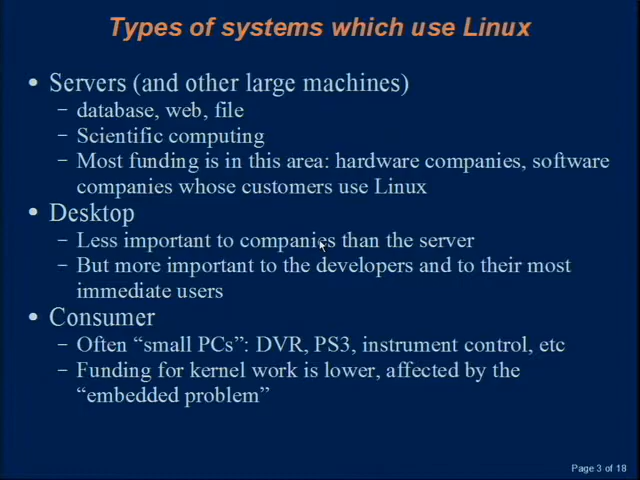 Types of systems which use Linux
• Servers (and other large machines)
– database, web, file
– Scientific computing
– Most funding is in this area: hardware companies, software
companies whose customers use Linux
• Desktop
– Less important to companies than the server
– But more important to the developers and to their most
immediate users
• Consumer
– Often “small PCs”: DVR, PS3, instrument control, etc
– Funding for kernel work is lower, affected by the
“embedded problem”
Page 3 of 18